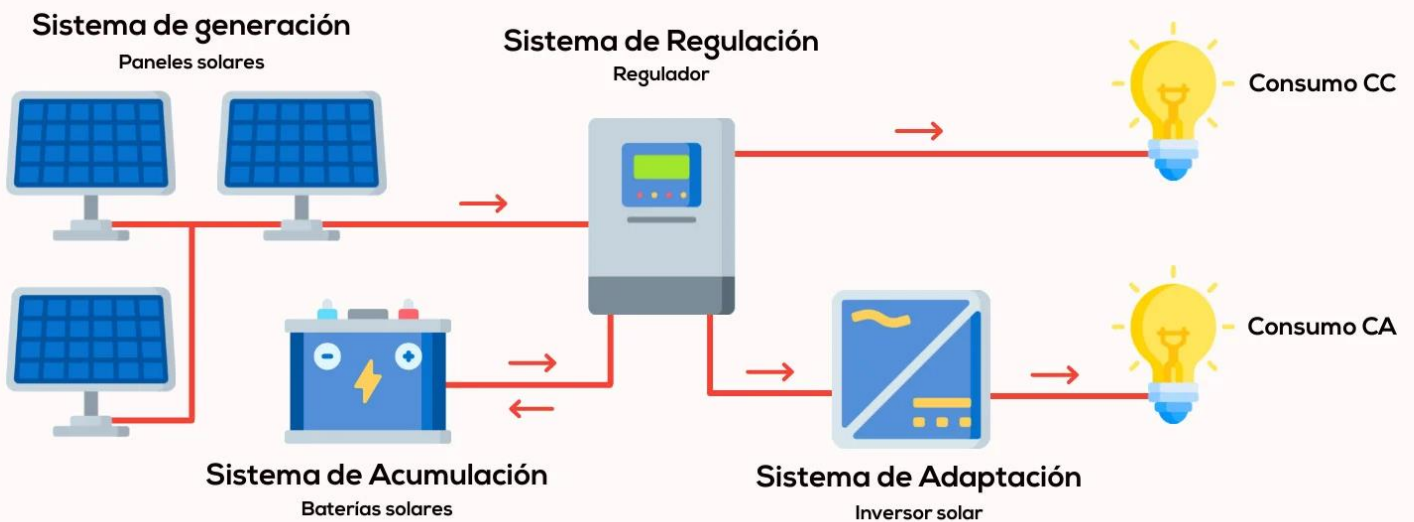 Sistema de generación
Paneles solares
Sistema de Regulación
Regulador
Consumo CC
Consumo CA
Sistema de Acumulación
Baterías solares
Sistema de Adaptación
Inversor solar